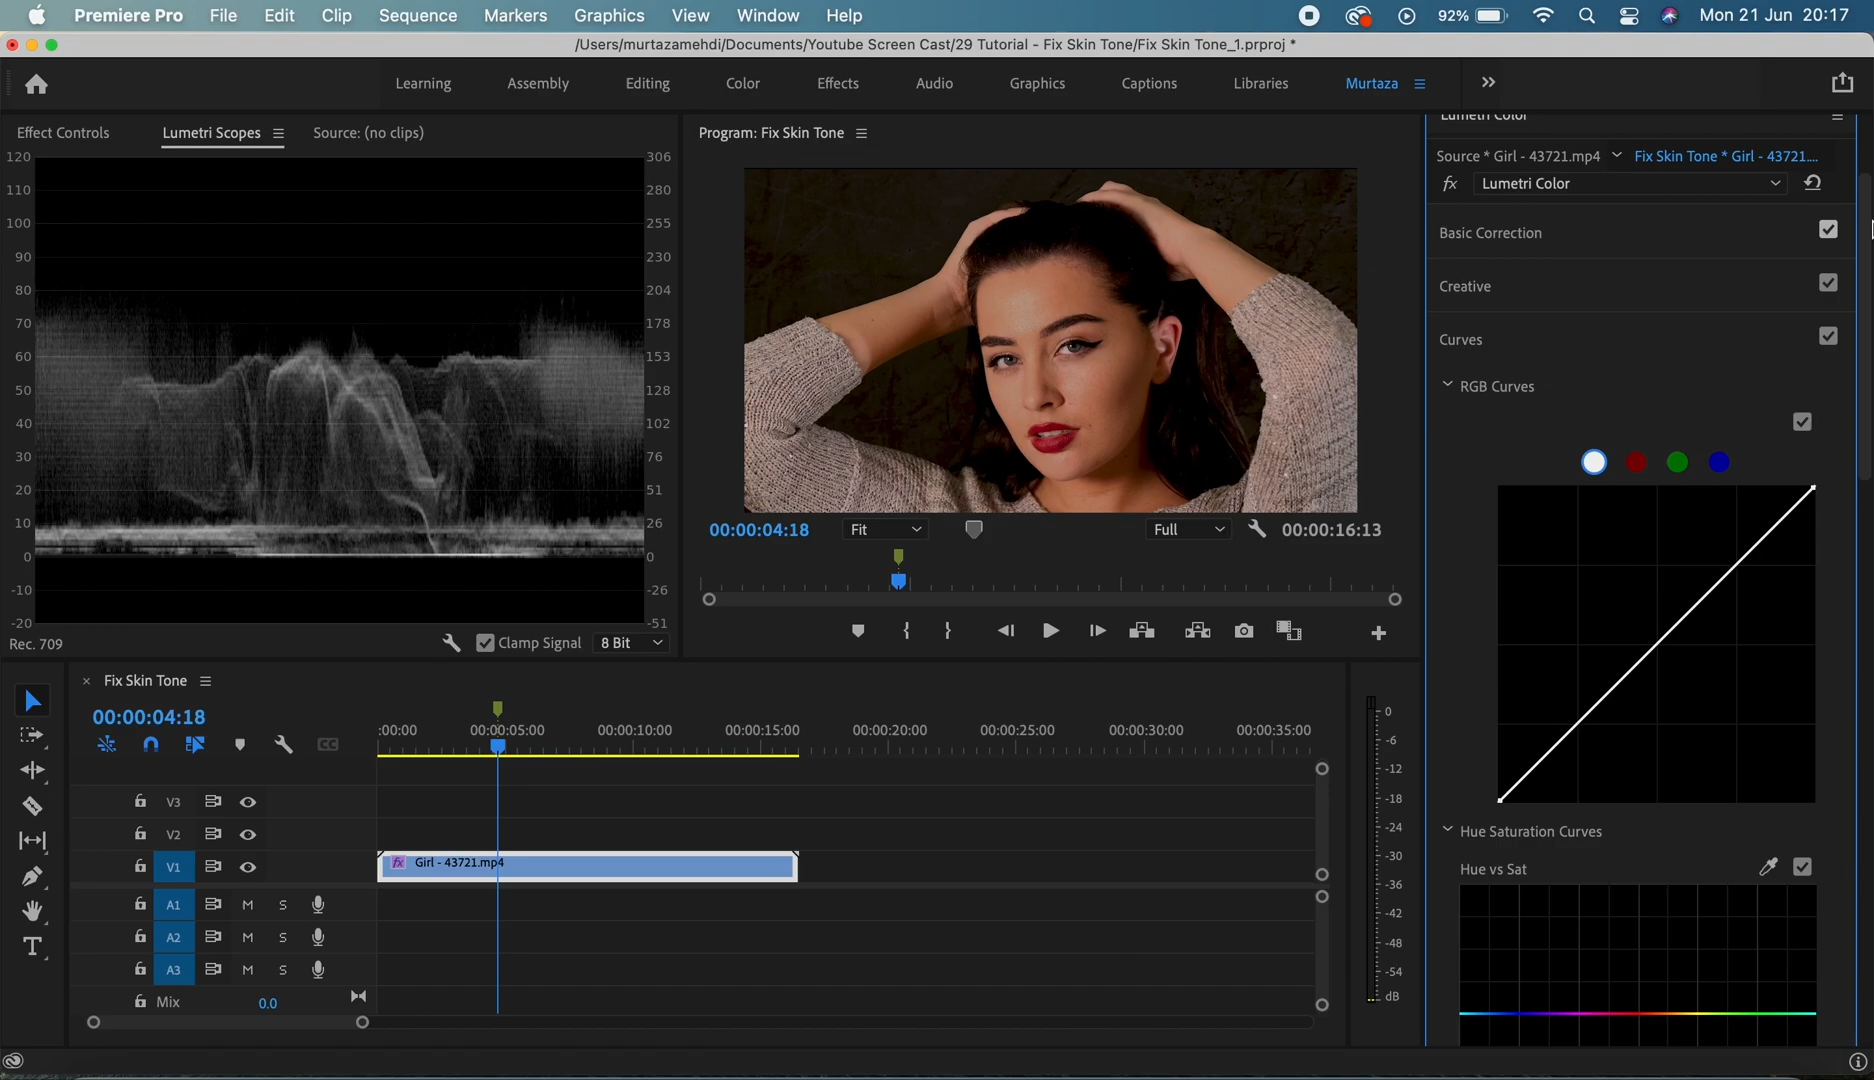 Premiere Pro File Edit Clip Sequence Markers Graphics View Window Help 92% Mon 21 Jun 20:17
/Users/murtazamehdi/Documents/Youtube Screen Cast/29 Tutorial - Fix Skin Tone/Fix Skin Tone_1.prproj *
Learning Assembly Editing Color Effects Audio Graphics Captions Libraries Murtaza
Effect Controls Lumetri Scopes Source: (no clips)
120 306
110 280
100 255
90 230
80 204
70 178
60 153
50 128
40 102
30 76
20 51
10 26
0 0
-10 -26
-20 -51
Rec. 709 Clamp Signal 8 Bit
Program: Fix Skin Tone
00:00:04:18 Fit Full 00:00:16:13
Lumetri Color
Source * Girl - 43721.mp4 Fix Skin Tone * Girl - 43721....
fx Lumetri Color
Basic Correction
Creative
Curves
RGB Curves
Hue Saturation Curves
Hue vs Sat
× Fix Skin Tone
00:00:04:18
:00:00 00:00:05:00 00:00:10:00 00:00:15:00 00:00:20:00 00:00:25:00 00:00:30:00 00:00:35:00
CC
V3
V2
V1 fx Girl - 43721.mp4
A1 M S
A2 M S
A3 M S
Mix 0.0
0
-6
-12
-18
-24
-30
-36
-42
-48
-54
dB
T